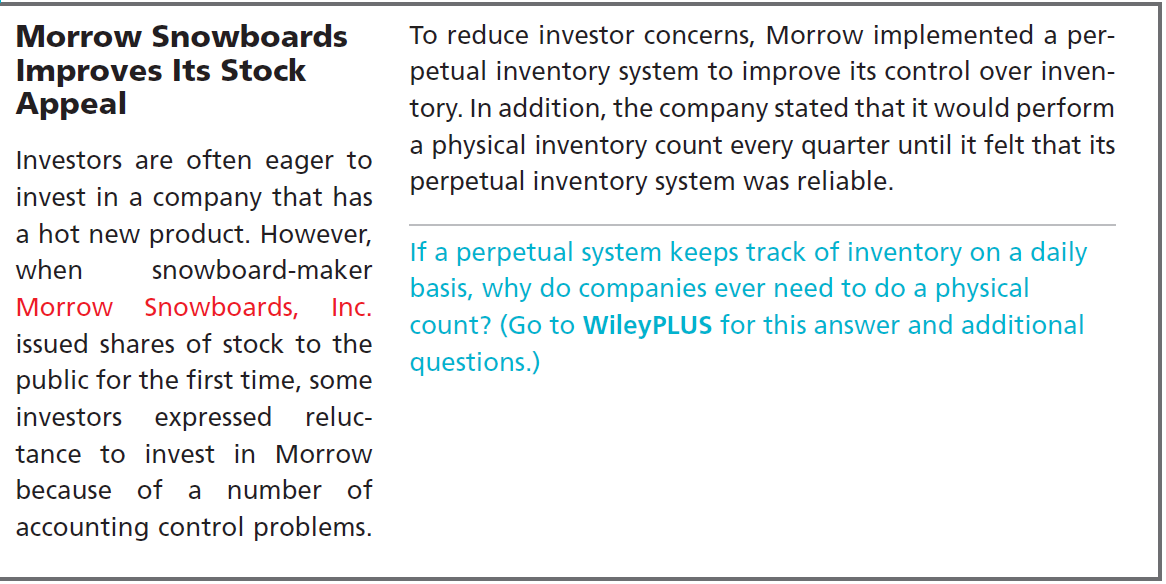 Morrow Snowboards
Improves Its Stock
Appeal
Investors are often eager to
invest in a company that has
a hot new product. However,
when snowboard-maker
Morrow Snowboards, Inc.
issued shares of stock to the
public for the first time, some
investors expressed reluc-
tance to invest in Morrow
because of a number of
accounting control problems.
To reduce investor concerns, Morrow implemented a per-
petual inventory system to improve its control over inven-
tory. In addition, the company stated that it would perform
a physical inventory count every quarter until it felt that its
perpetual inventory system was reliable.
If a perpetual system keeps track of inventory on a daily
basis, why do companies ever need to do a physical
count? (Go to WileyPLUS for this answer and additional
questions.)